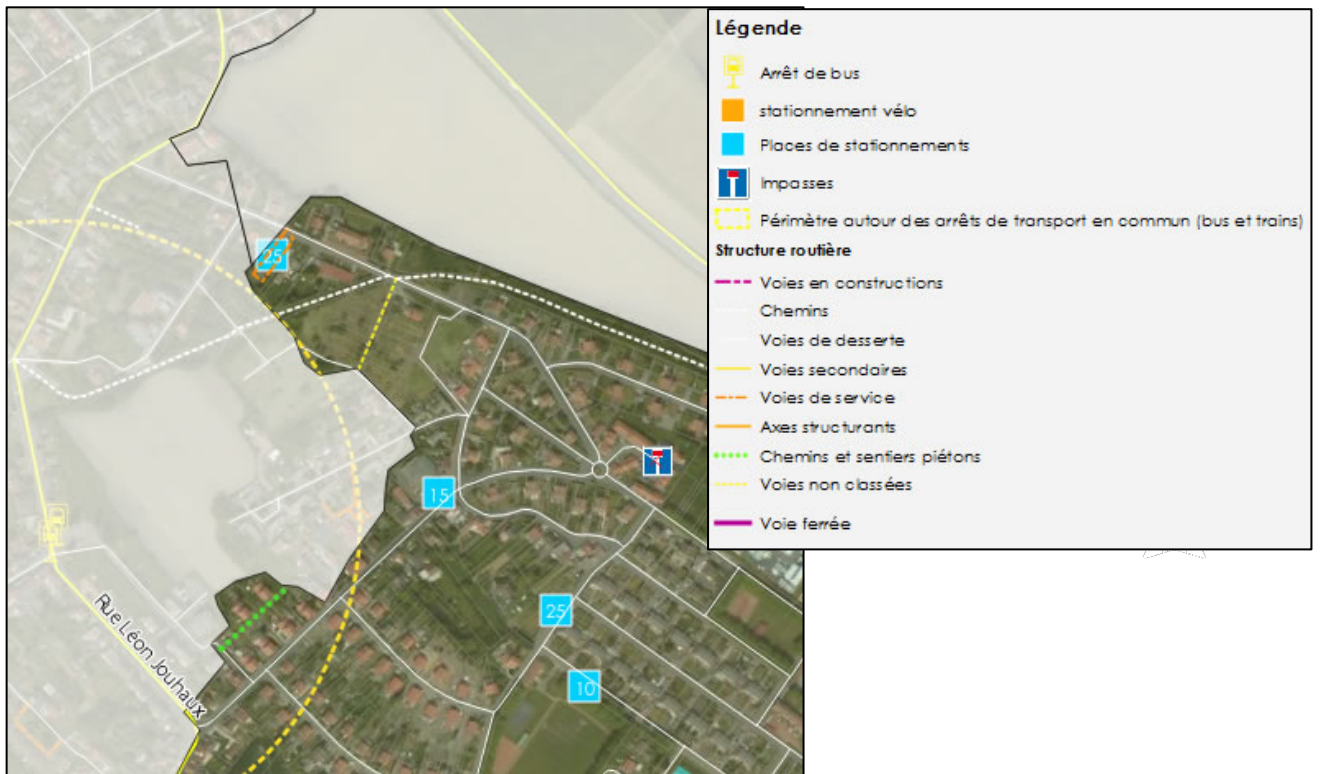 Légende
Arrêt de bus
stationnement vélo
Places de stationnements
Impasses
Périmètre autour des arrêts de transport en commun (bus et trains)
Structure routière
Voies en constructions
Chemins
Voies de desserte
Voies secondaires
Voies de service
Axes structurants
Chemins et sentiers piétons
Voies non classées
Voie ferrée
25
15
25
10
Rue Léon Jouhaux